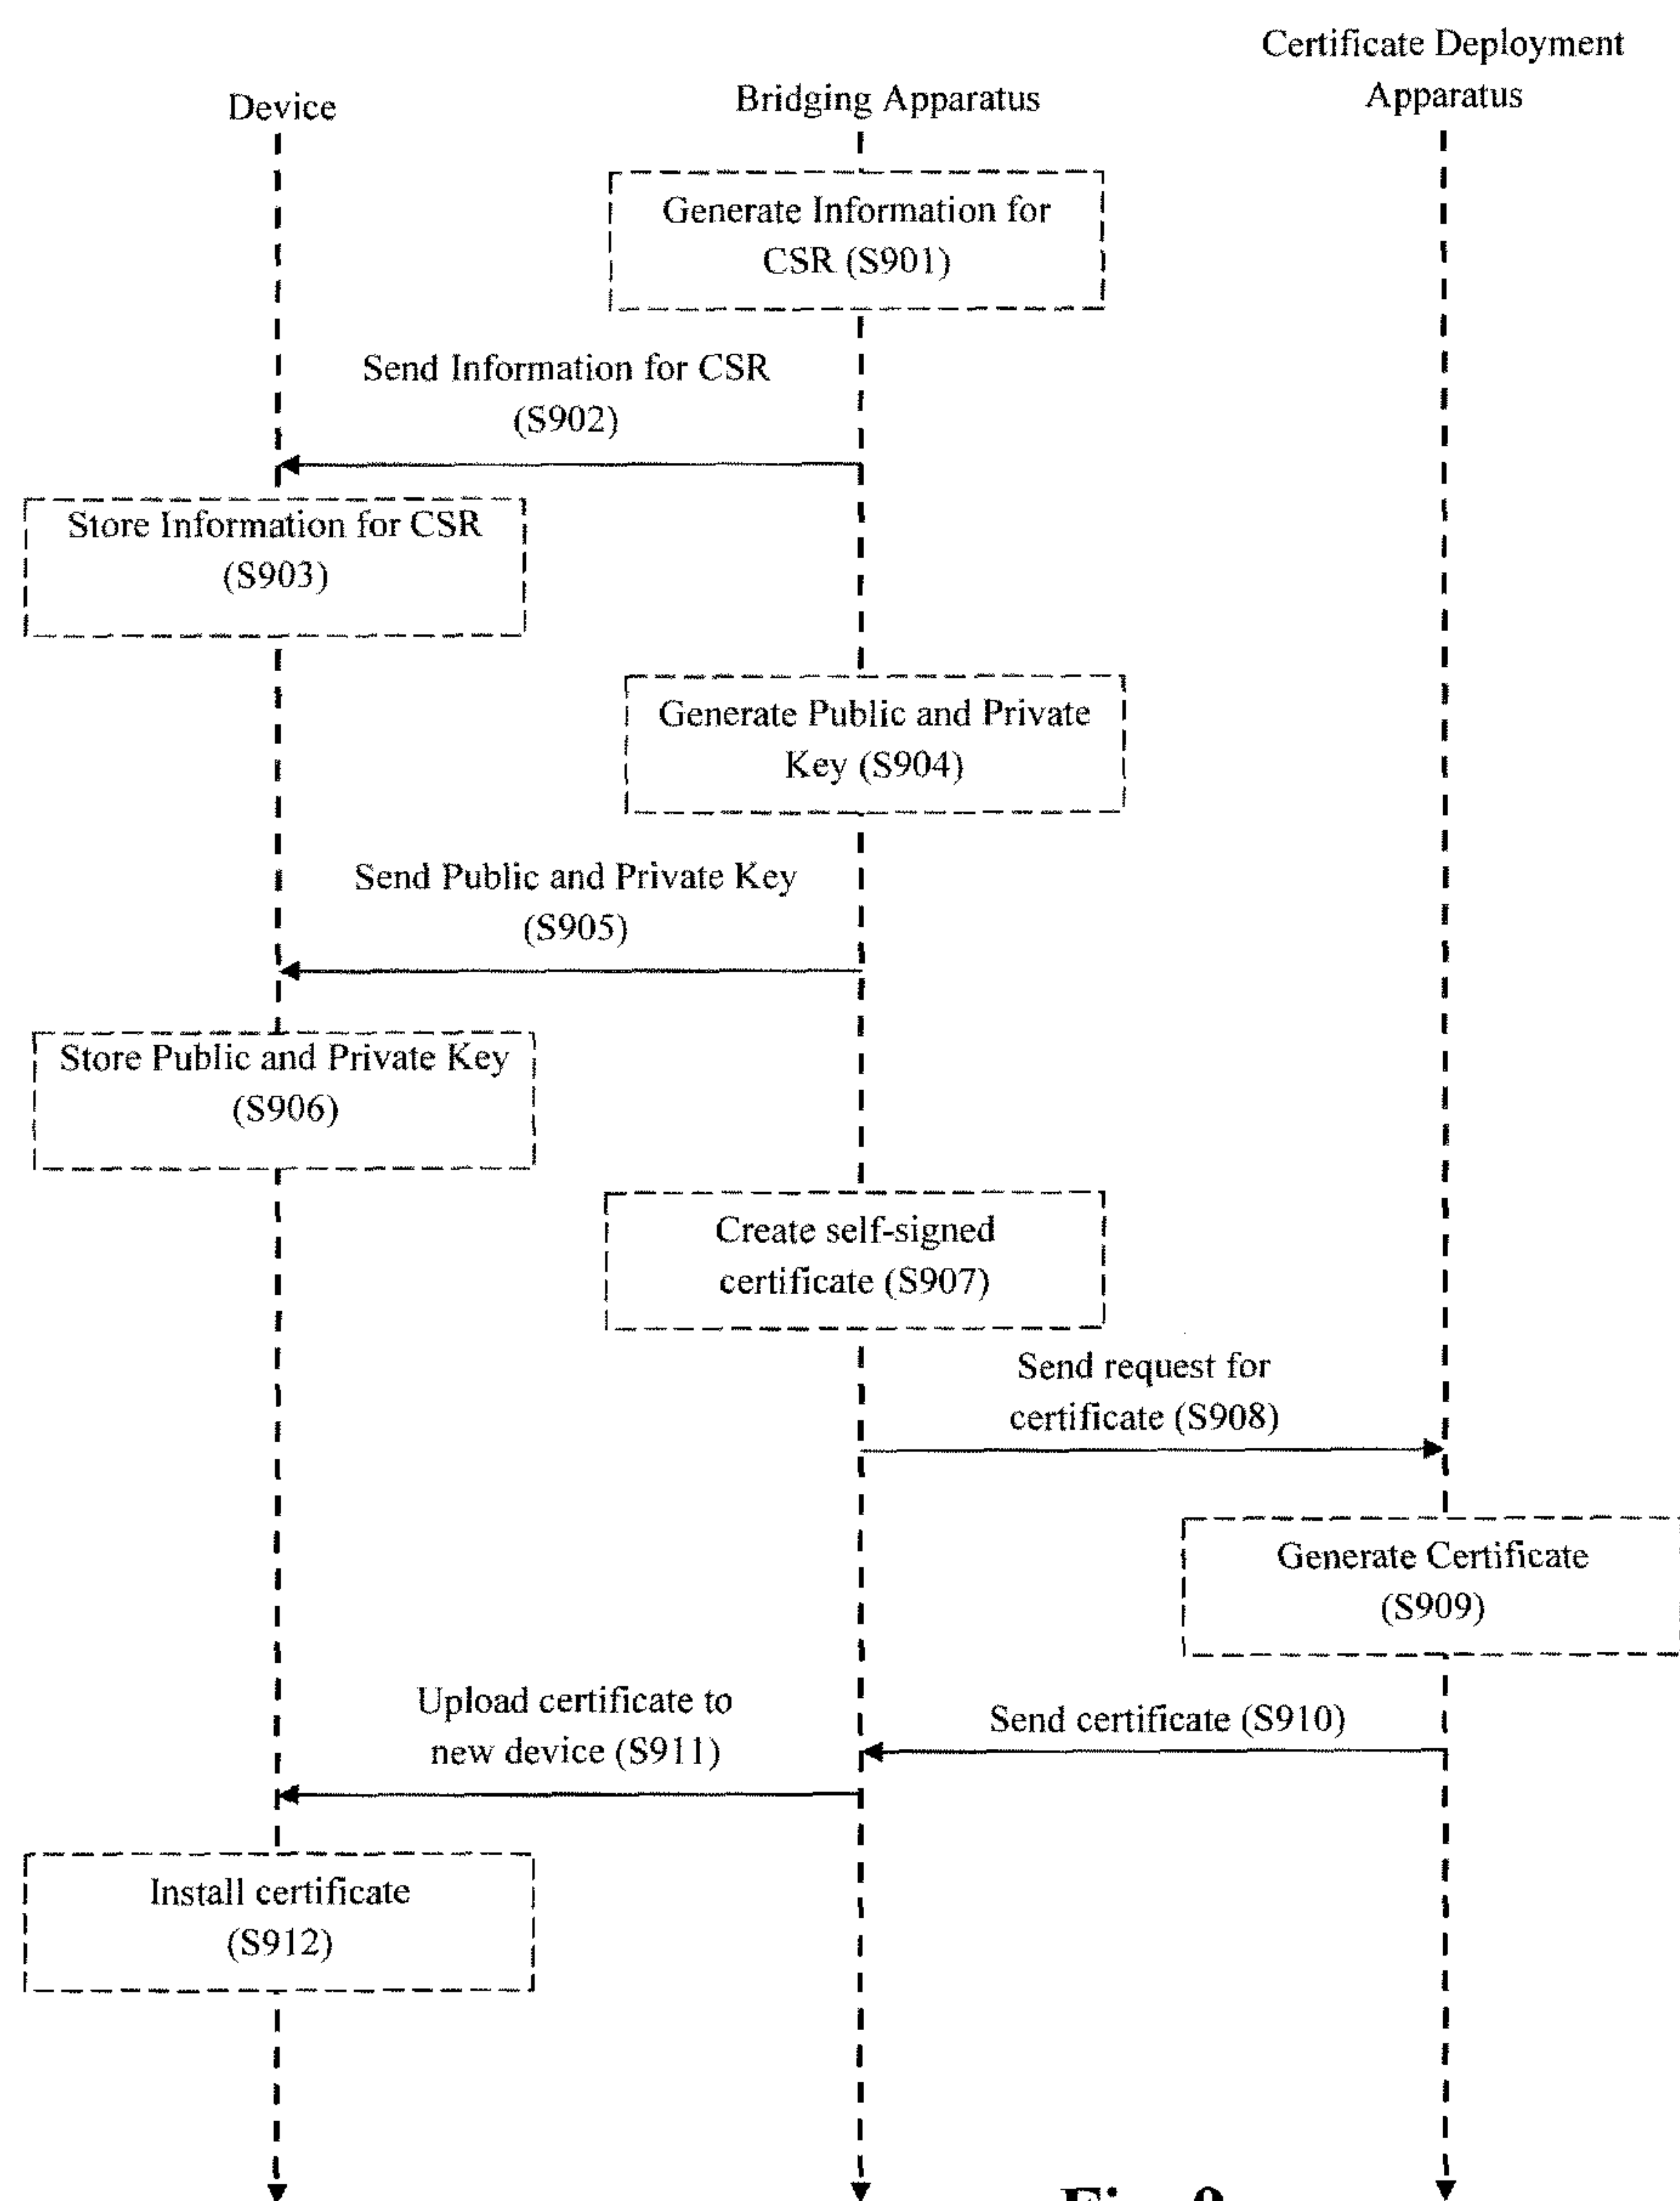 Certificate Deployment
Apparatus
Device
Bridging Apparatus
Generate Information for
CSR (S901)
Send Information for CSR
(S902)
Store Information for CSR
(S903)
Generate Public and Private
Key (S904)
Send Public and Private Key
(S905)
Store Public and Private Key
(S906)
Create self-signed
certificate (S907)
Send request for
certificate (S908)
Generate Certificate
(S909)
Upload certificate to
new device (S911)
Send certificate (S910)
Install certificate
(S912)